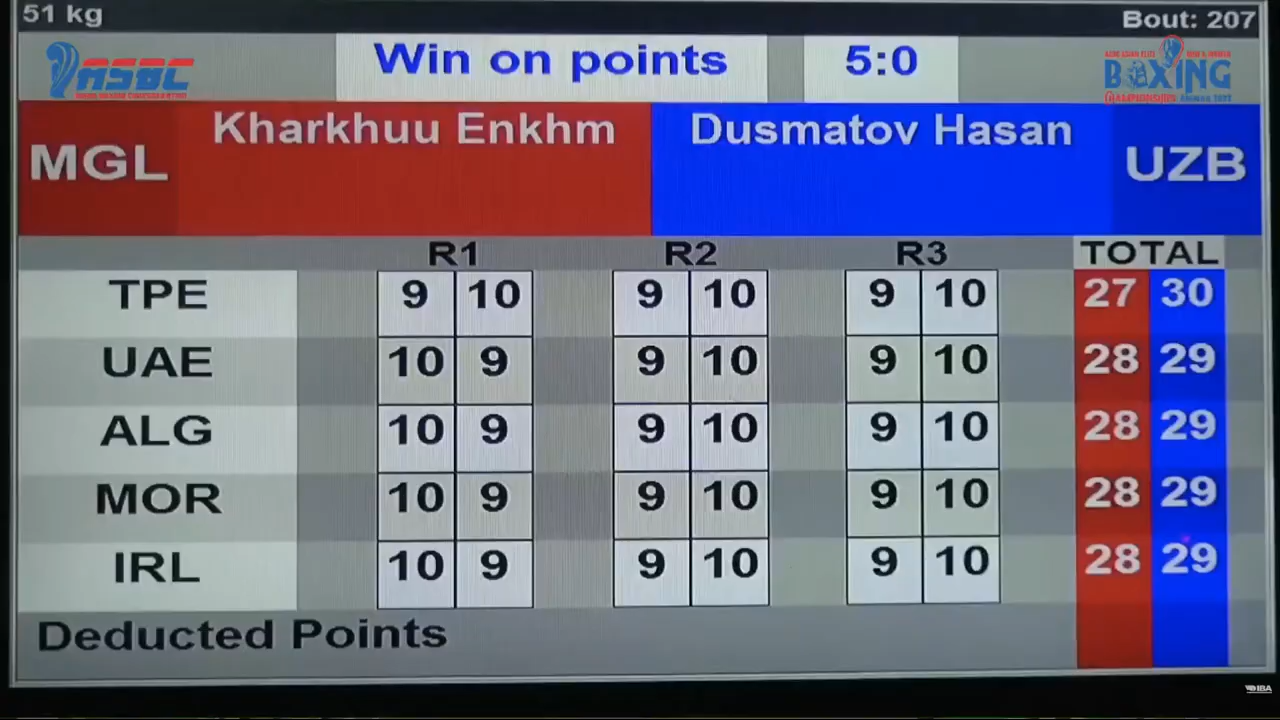 51 kg Bout: 207
ASBC Win on points 5:0 BOXING
CHAMPIONSHIPS
MGL Kharkhuu Enkhm Dusmatov Hasan UZB
R1 R2 R3 TOTAL
TPE 9 10 9 10 9 10 27 30
UAE 10 9 9 10 9 10 28 29
ALG 10 9 9 10 9 10 28 29
MOR 10 9 9 10 9 10 28 29
IRL 10 9 9 10 9 10 28 29
Deducted Points
IBA